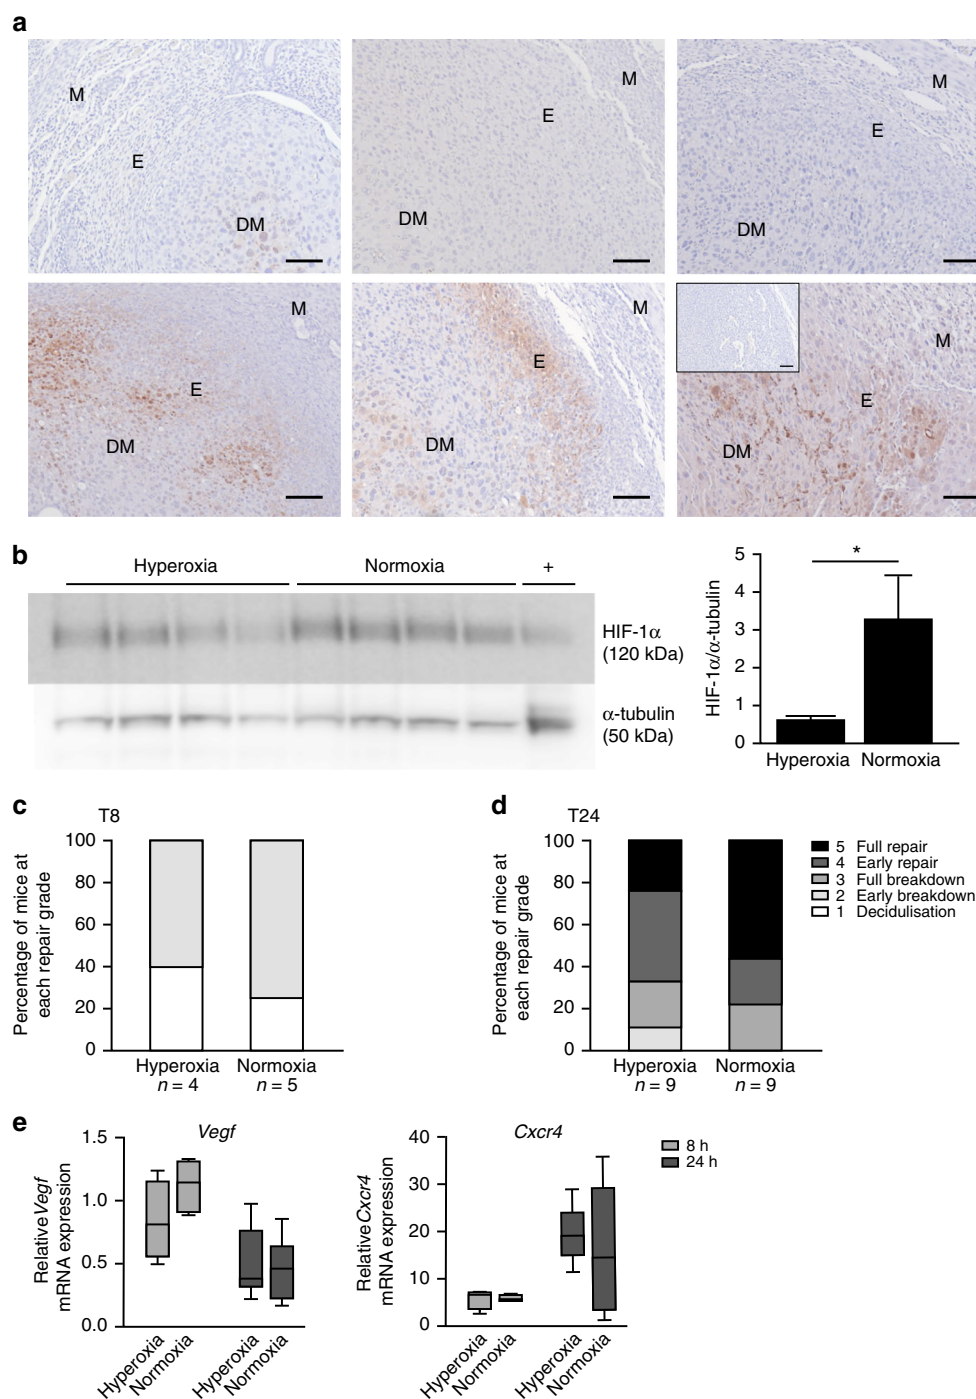 a
M
E
DM
E
M
DM
M
E
DM
M
E
DM
M
E
DM
M
E
DM
b
Hyperoxia
Normoxia
+
HIF-1α
(120 kDa)
α-tubulin
(50 kDa)
HIF-1α/α-tubulin
5
4
3
2
1
0
*
Hyperoxia Normoxia
c
T8
Percentage of mice at
each repair grade
100
80
60
40
20
0
Hyperoxia
n = 4
Normoxia
n = 5
d
T24
Percentage of mice at
each repair grade
100
80
60
40
20
0
Hyperoxia
n = 9
Normoxia
n = 9
5 Full repair
4 Early repair
3 Full breakdown
2 Early breakdown
1 Decidulisation
e
Vegf
RelativeVegf
mRNA expression
1.5
1.0
0.5
0.0
Hyperoxia
Normoxia
Hyperoxia
Normoxia
Cxcr4
RelativeCxcr4
mRNA expression
40
30
20
10
0
Hyperoxia
Normoxia
Hyperoxia
Normoxia
8 h
24 h